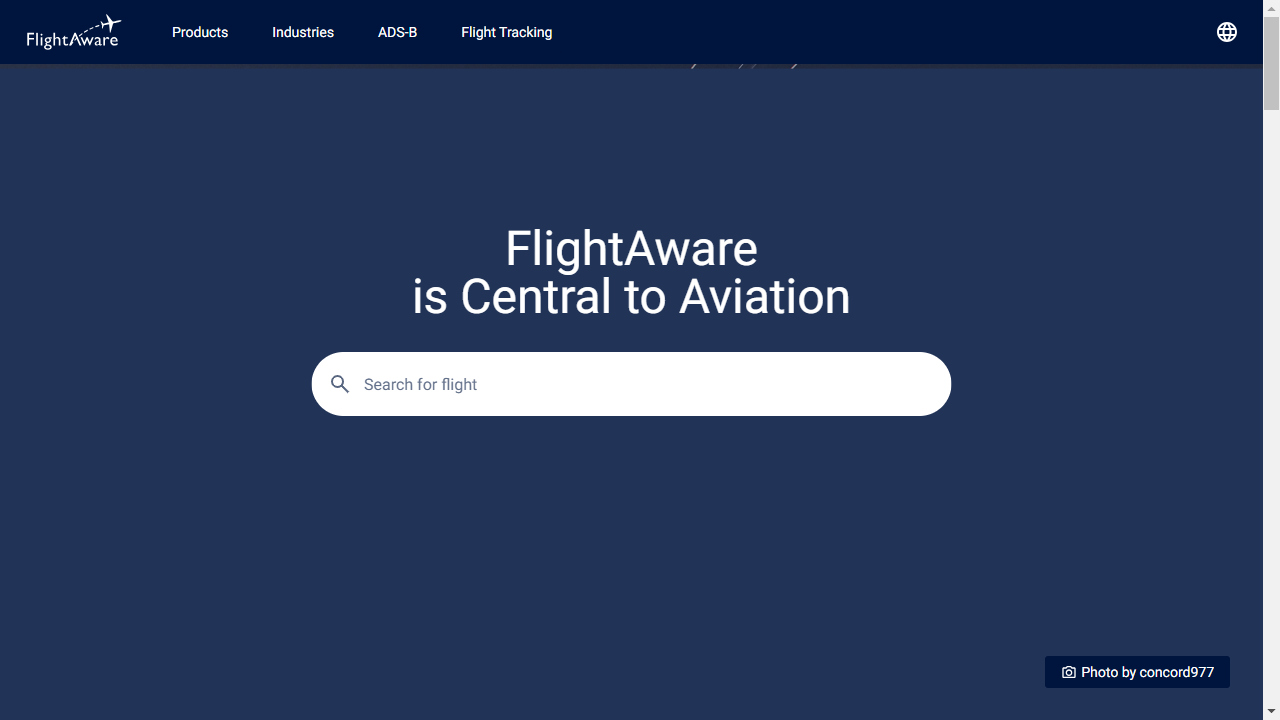 FlightAware
Products
Industries
ADS-B
Flight Tracking
FlightAware
is Central to Aviation
Search for flight
Photo by concord977